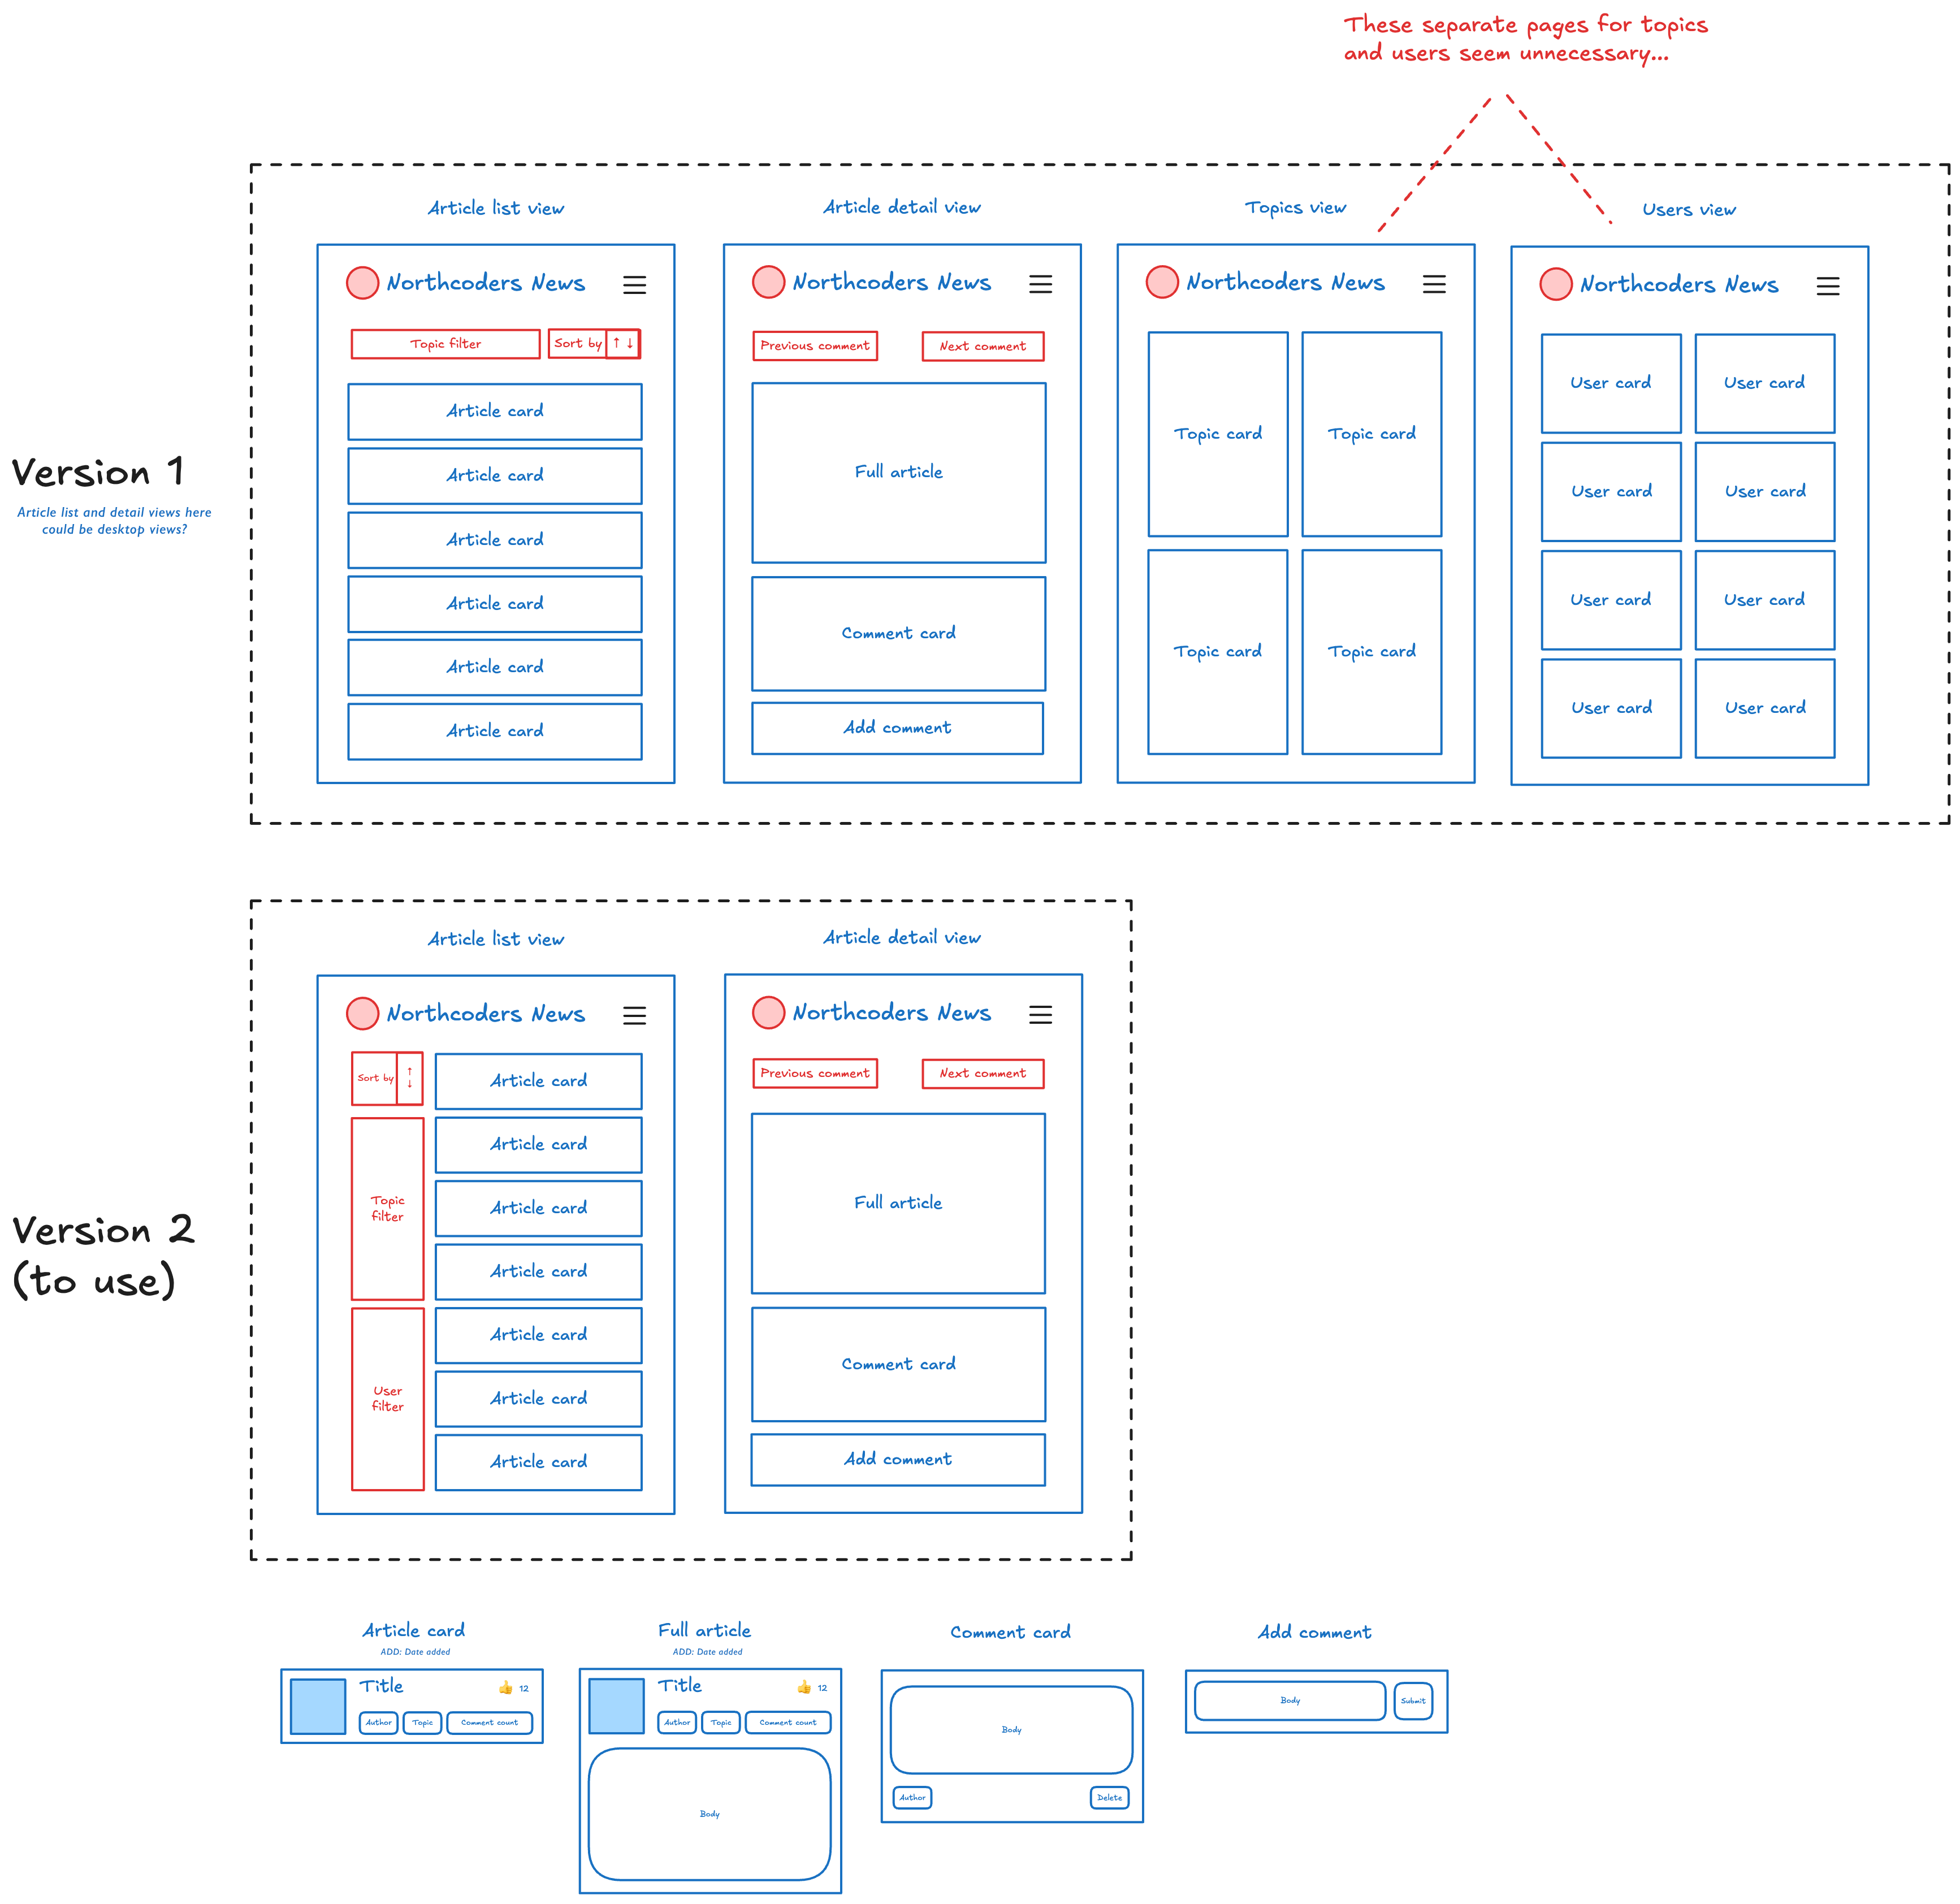 These separate pages for topics
and users seem unnecessary...
Article list view
Article detail view
Topics view
Users view
Version 1
Article list and detail views here
could be desktop views?
Northcoders News
Topic filter
Sort by
↑ ↓
Article card
Article card
Article card
Article card
Article card
Article card
Northcoders News
Previous comment
Next comment
Full article
Comment card
Add comment
Northcoders News
Topic card
Topic card
Topic card
Topic card
Northcoders News
User card
User card
User card
User card
User card
User card
User card
User card
Version 2
(to use)
Article list view
Article detail view
Northcoders News
Sort by
↑
↓
Topic
filter
User
filter
Article card
Article card
Article card
Article card
Article card
Article card
Article card
Northcoders News
Previous comment
Next comment
Full article
Comment card
Add comment
Article card
ADD: Date added
Title
👍 12
Author
Topic
Comment count
Full article
ADD: Date added
Title
👍 12
Author
Topic
Comment count
Body
Comment card
Body
Author
Delete
Add comment
Body
Submit